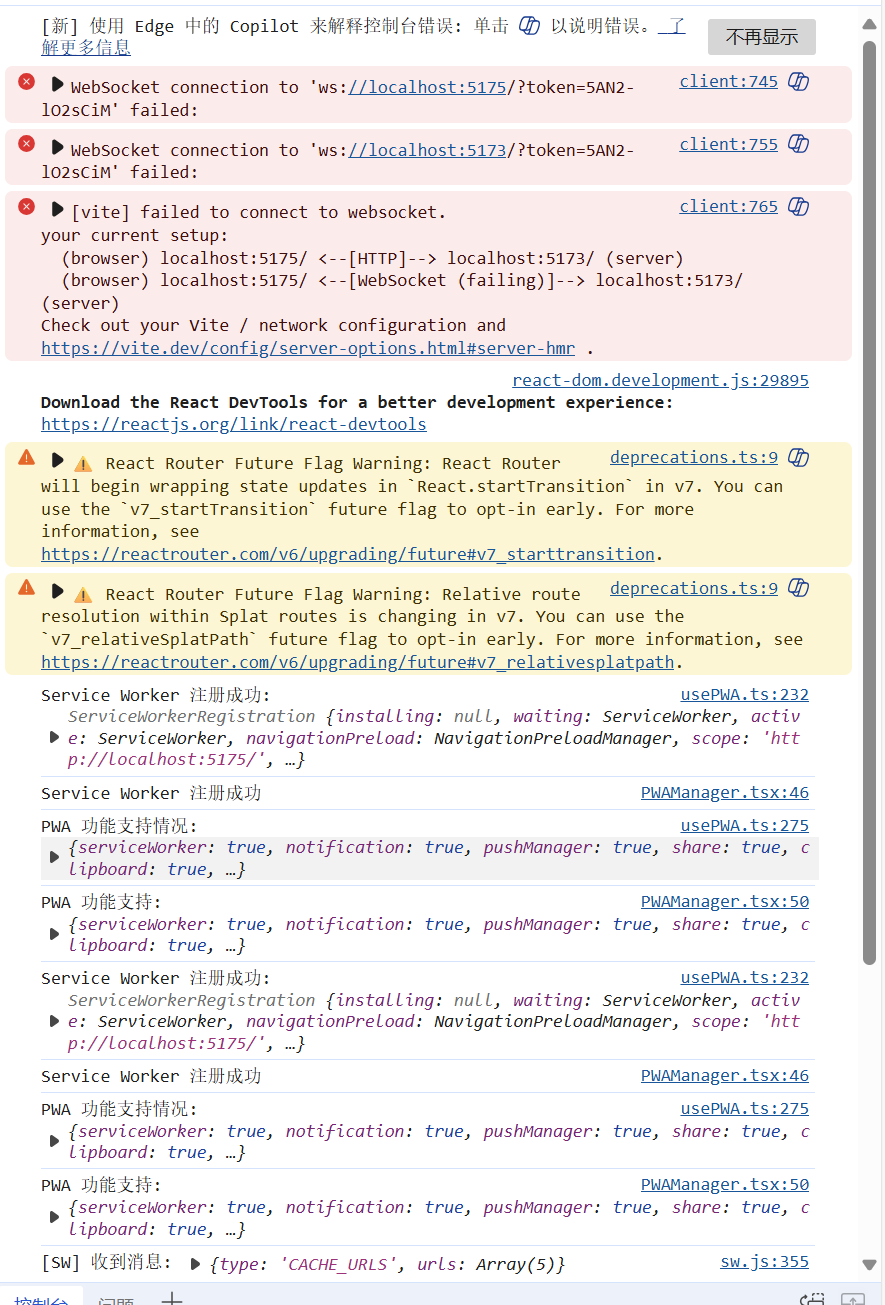 [新] 使用 Edge 中的 Copilot 来解释控制台错误: 单击 以说明错误。 了
解更多信息
不再显示
WebSocket connection to 'ws://localhost:5175/?token=5AN2- client:745
lO2sCiM' failed:
WebSocket connection to 'ws://localhost:5173/?token=5AN2- client:755
lO2sCiM' failed:
[vite] failed to connect to websocket. client:765
your current setup:
(browser) localhost:5175/ <--[HTTP]--> localhost:5173/ (server)
(browser) localhost:5175/ <--[WebSocket (failing)]--> localhost:5173/
(server)
Check out your Vite / network configuration and
https://vite.dev/config/server-options.html#server-hmr .
react-dom.development.js:29895
Download the React DevTools for a better development experience:
https://reactjs.org/link/react-devtools
⚠️ React Router Future Flag Warning: React Router deprecations.ts:9
will begin wrapping state updates in `React.startTransition` in v7. You can
use the `v7_startTransition` future flag to opt-in early. For more
information, see
https://reactrouter.com/v6/upgrading/future#v7_starttransition.
⚠️ React Router Future Flag Warning: Relative route deprecations.ts:9
resolution within Splat routes is changing in v7. You can use the
`v7_relativeSplatPath` future flag to opt-in early. For more information, see
https://reactrouter.com/v6/upgrading/future#v7_relativesplatpath.
Service Worker 注册成功: usePWA.ts:232
ServiceWorkerRegistration {installing: null, waiting: ServiceWorker, activ
e: ServiceWorker, navigationPreload: NavigationPreloadManager, scope: 'htt
p://localhost:5175/', …}
Service Worker 注册成功 PWAManager.tsx:46
PWA 功能支持情况: usePWA.ts:275
{serviceWorker: true, notification: true, pushManager: true, share: true, c
lipboard: true, …}
PWA 功能支持: PWAManager.tsx:50
{serviceWorker: true, notification: true, pushManager: true, share: true, c
lipboard: true, …}
Service Worker 注册成功: usePWA.ts:232
ServiceWorkerRegistration {installing: null, waiting: ServiceWorker, activ
e: ServiceWorker, navigationPreload: NavigationPreloadManager, scope: 'htt
p://localhost:5175/', …}
Service Worker 注册成功 PWAManager.tsx:46
PWA 功能支持情况: usePWA.ts:275
{serviceWorker: true, notification: true, pushManager: true, share: true, c
lipboard: true, …}
PWA 功能支持: PWAManager.tsx:50
{serviceWorker: true, notification: true, pushManager: true, share: true, c
lipboard: true, …}
[SW] 收到消息: {type: 'CACHE_URLS', urls: Array(5)} sw.js:355
控制台 问题